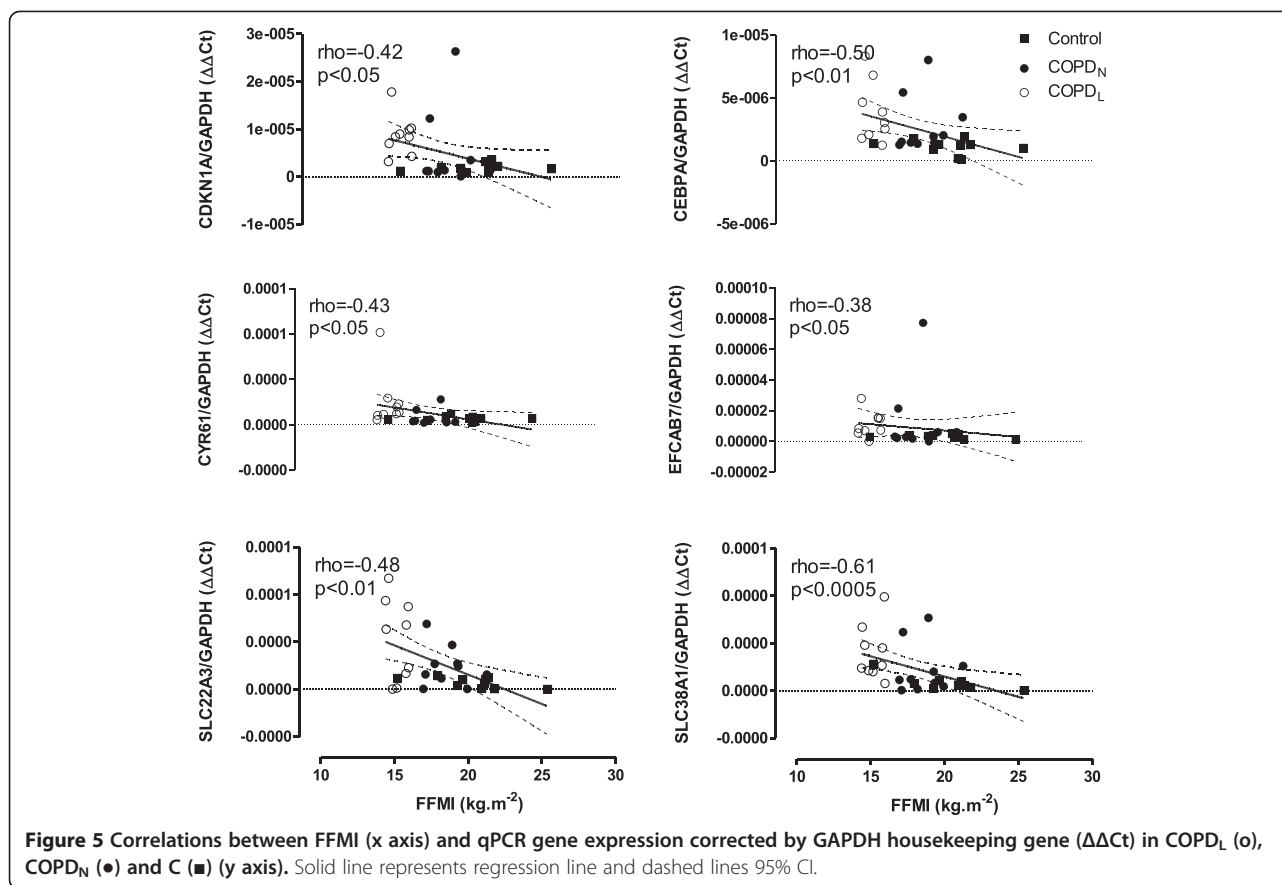 3e-005
2e-005
1e-005
0
-1e-005
CDKN1A/GAPDH (ΔΔCt)
rho=-0.42
p<0.05
1e-005
5e-006
0
-5e-006
CEBPA/GAPDH (ΔΔCt)
rho=-0.50
p<0.01
■ Control
● COPD_N
○ COPD_L
0.0001
0.0001
0.0000
0.0000
-0.0000
CYR61/GAPDH (ΔΔCt)
rho=-0.43
p<0.05
0.00010
0.00008
0.00006
0.00004
0.00002
0.00000
-0.00002
EFCAB7/GAPDH (ΔΔCt)
rho=-0.38
p<0.05
0.0001
0.0001
0.0000
0.0000
-0.0000
SLC22A3/GAPDH (ΔΔCt)
rho=-0.48
p<0.01
10 15 20 25 30
FFMI (kg.m⁻²)
0.0001
0.0000
0.0000
0.0000
-0.0000
SLC38A1/GAPDH (ΔΔCt)
rho=-0.61
p<0.0005
10 15 20 25 30
FFMI (kg.m⁻²)
Figure 5 Correlations between FFMI (x axis) and qPCR gene expression corrected by GAPDH housekeeping gene (ΔΔCt) in COPD_L (o),
COPD_N (●) and C (■) (y axis). Solid line represents regression line and dashed lines 95% CI.